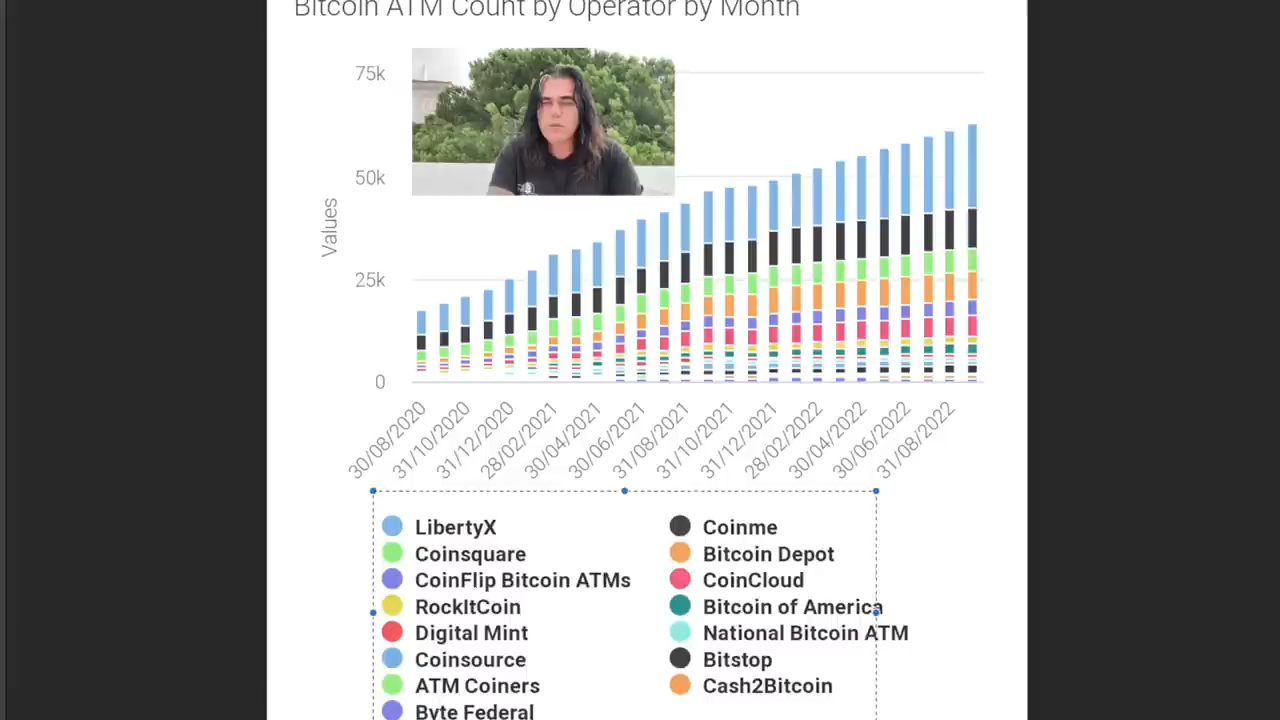 Bitcoin ATM Count by Operator by Month
75k
50k
25k
0
Values
30/08/2020
31/10/2020
31/12/2020
28/02/2021
30/04/2021
30/06/2021
31/08/2021
31/10/2021
31/12/2021
28/02/2022
30/04/2022
30/06/2022
31/08/2022
LibertyX
Coinme
Coinsquare
Bitcoin Depot
CoinFlip Bitcoin ATMs
CoinCloud
RockItCoin
Bitcoin of America
Digital Mint
National Bitcoin ATM
Coinsource
Bitstop
ATM Coiners
Cash2Bitcoin
Byte Federal